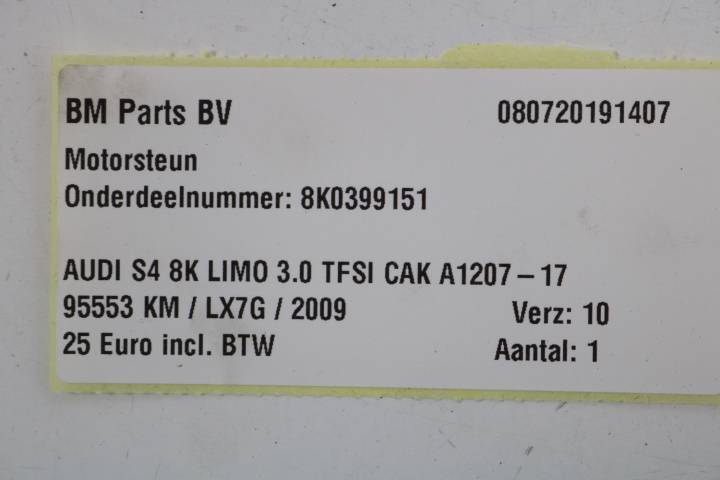 BM Parts BV 080720191407
Motorsteun
Onderdeelnummer: 8K0399151
AUDI S4 8K LIMO 3.0 TFSI CAK A1207 – 17
95553 KM / LX7G / 2009 Verz: 10
25 Euro incl. BTW Aantal: 1